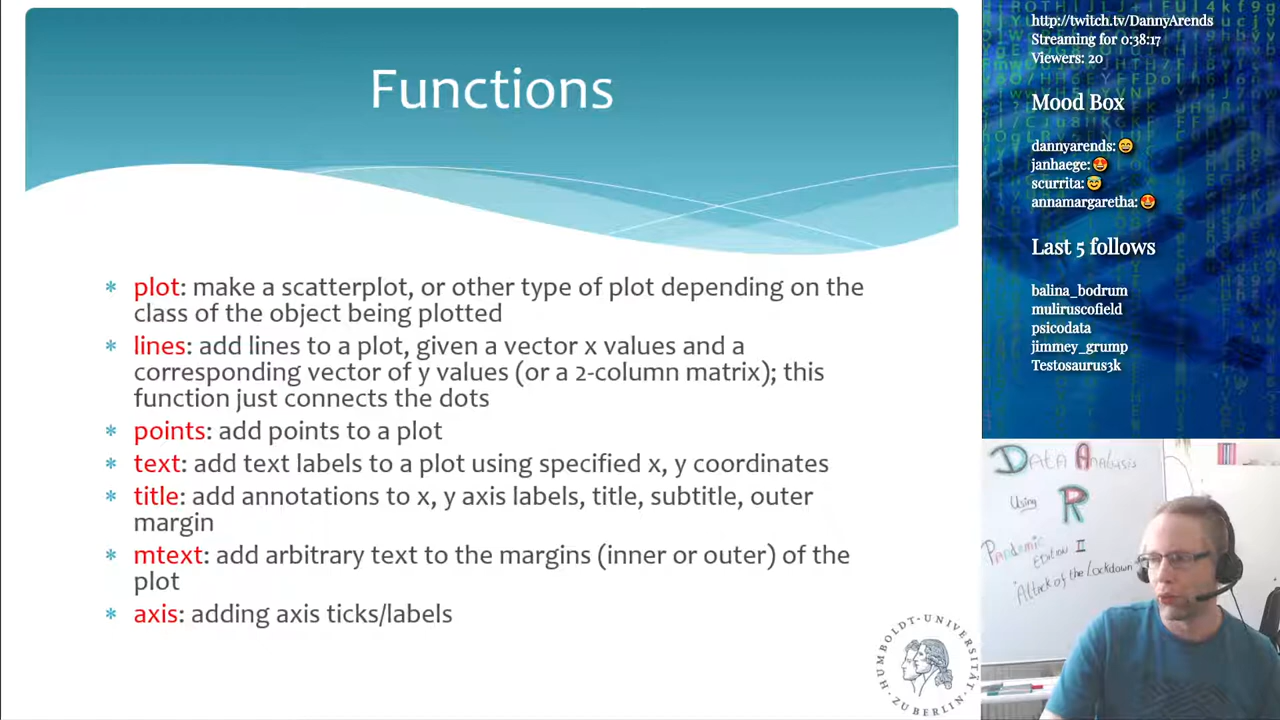 Functions
* plot: make a scatterplot, or other type of plot depending on the
class of the object being plotted
* lines: add lines to a plot, given a vector x values and a
corresponding vector of y values (or a 2-column matrix); this
function just connects the dots
* points: add points to a plot
* text: add text labels to a plot using specified x, y coordinates
* title: add annotations to x, y axis labels, title, subtitle, outer
margin
* mtext: add arbitrary text to the margins (inner or outer) of the
plot
* axis: adding axis ticks/labels
HUMBOLDT-UNIVERSITÄT
ZU BERLIN
http://twitch.tv/DannyArends
Streaming for 0:38:17
Viewers: 20
Mood Box
dannyarends: 😄
janhaege: 😍
scurrita: 😇
annamargaretha: 😍
Last 5 follows
balina_bodrum
muliruscofield
psicodata
jimmey_grump
Testosaurus3k
Data Analysis
Using R
Pandemic
Edition II
"Attack of the Lockdown"